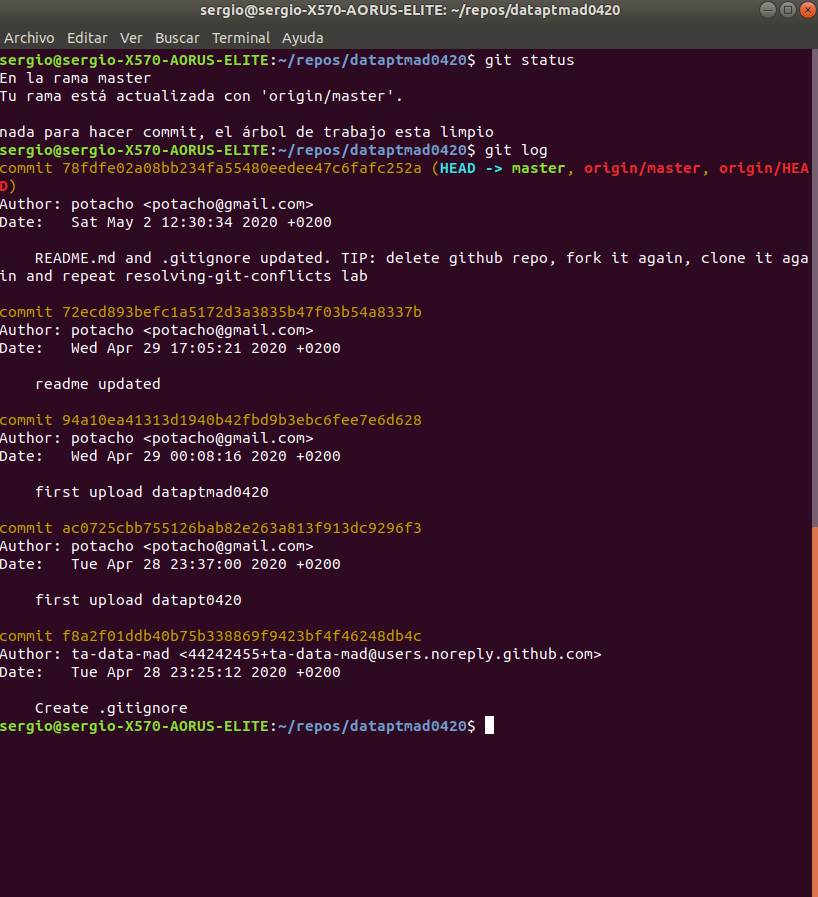 sergio@sergio-X570-AORUS-ELITE: ~/repos/dataptmad0420
Archivo Editar Ver Buscar Terminal Ayuda
sergio@sergio-X570-AORUS-ELITE:~/repos/dataptmad0420$ git status
En la rama master
Tu rama está actualizada con 'origin/master'.
nada para hacer commit, el árbol de trabajo esta limpio
sergio@sergio-X570-AORUS-ELITE:~/repos/dataptmad0420$ git log
commit 78fdfe02a08bb234fa55480eedee47c6fafc252a (HEAD -> master, origin/master, origin/HEA
D)
Author: potacho <potacho@gmail.com>
Date:   Sat May 2 12:30:34 2020 +0200
    README.md and .gitignore updated. TIP: delete github repo, fork it again, clone it aga
in and repeat resolving-git-conflicts lab
commit 72ecd893befc1a5172d3a3835b47f03b54a8337b
Author: potacho <potacho@gmail.com>
Date:   Wed Apr 29 17:05:21 2020 +0200
    readme updated
commit 94a10ea41313d1940b42fbd9b3ebc6fee7e6d628
Author: potacho <potacho@gmail.com>
Date:   Wed Apr 29 00:08:16 2020 +0200
    first upload dataptmad0420
commit ac0725cbb755126bab82e263a813f913dc9296f3
Author: potacho <potacho@gmail.com>
Date:   Tue Apr 28 23:37:00 2020 +0200
    first upload datapt0420
commit f8a2f01ddb40b75b338869f9423bf4f46248db4c
Author: ta-data-mad <44242455+ta-data-mad@users.noreply.github.com>
Date:   Tue Apr 28 23:25:12 2020 +0200
    Create .gitignore
sergio@sergio-X570-AORUS-ELITE:~/repos/dataptmad0420$